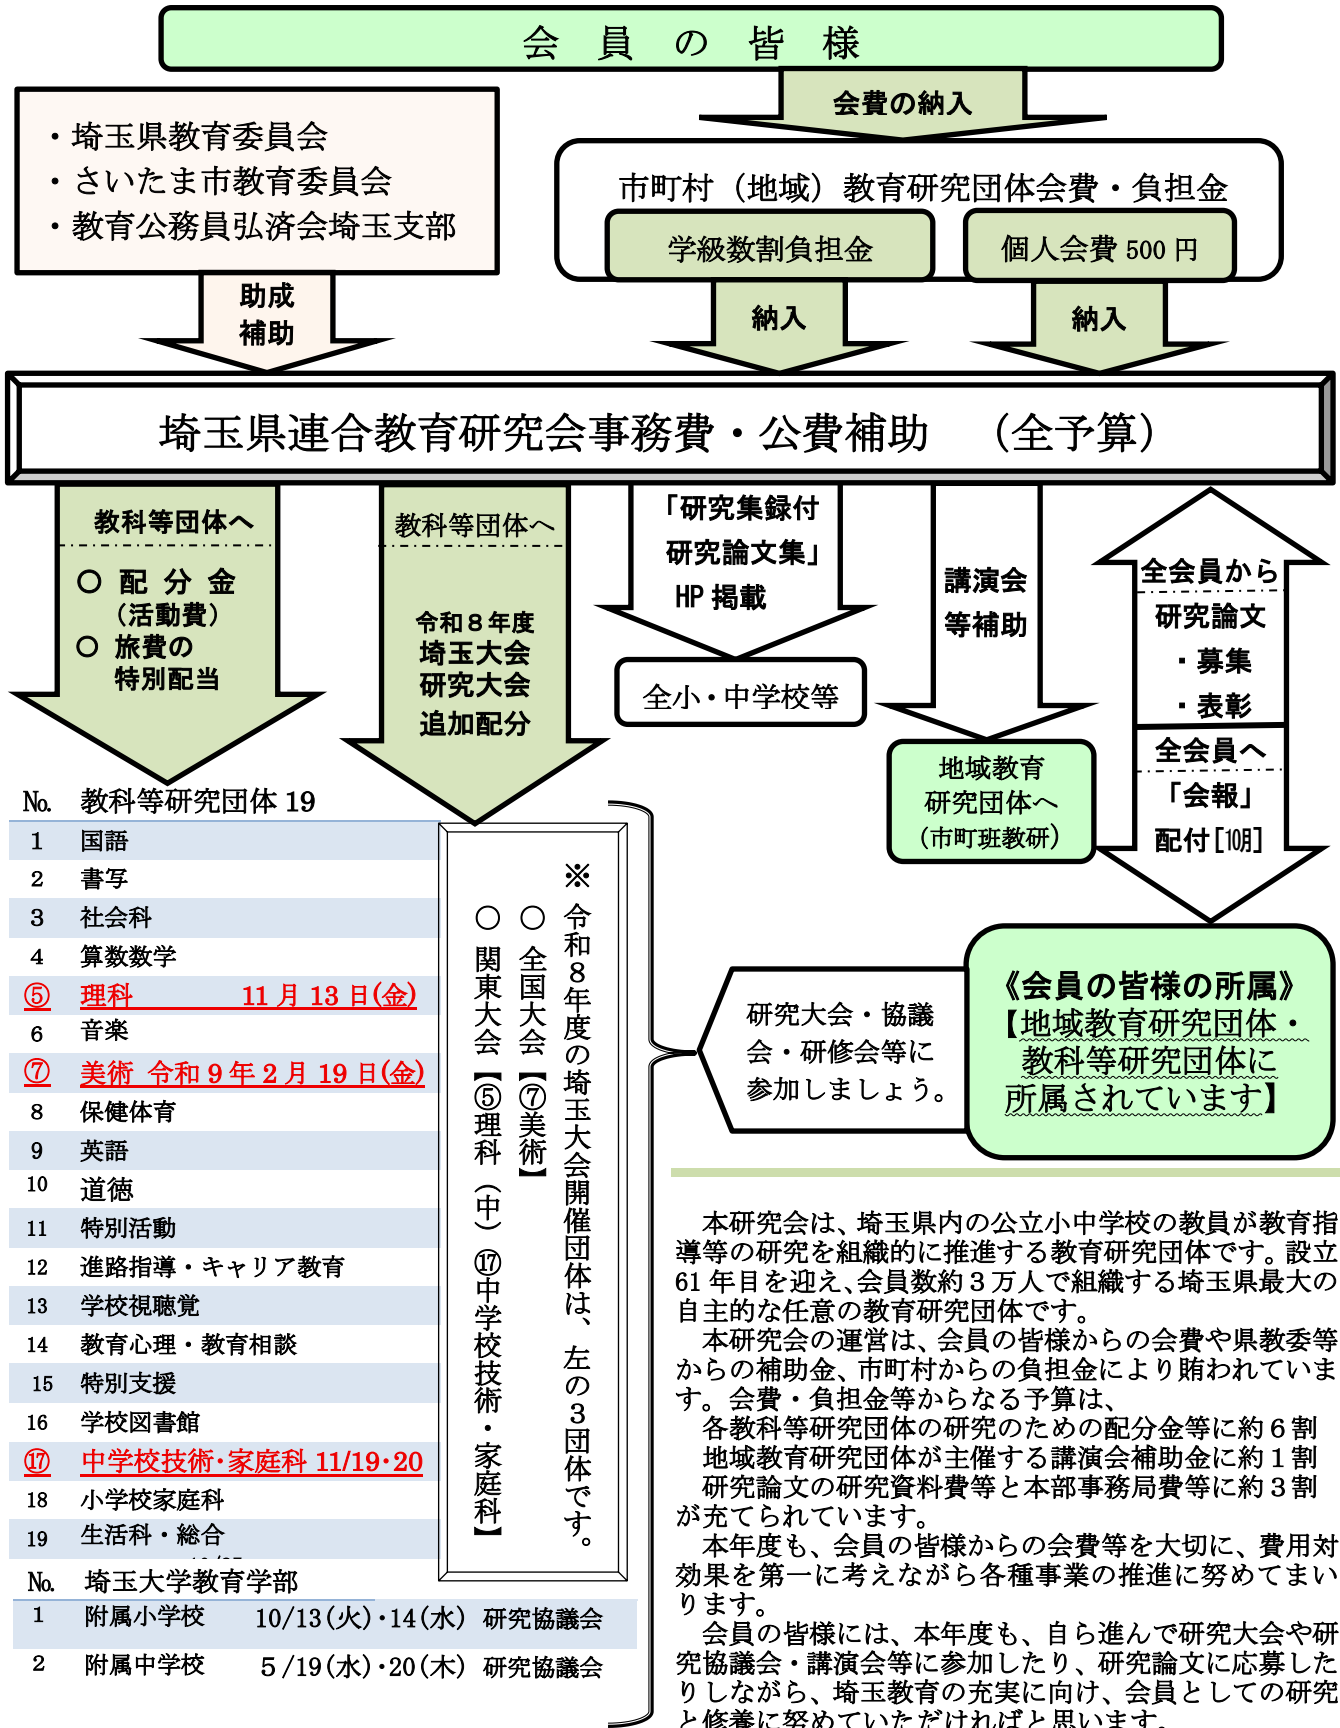 会 員 の 皆 様
会費の納入
・埼玉県教育委員会
・さいたま市教育委員会
・教育公務員弘済会埼玉支部
市町村（地域）教育研究団体会費・負担金
学級数割負担金
個人会費 500 円
助成
補助
納入
納入
埼玉県連合教育研究会事務費・公費補助 （全予算）
教科等団体へ
〇 配 分 金
（活動費）
〇 旅費の
特別配当
教科等団体へ
令和８年度
埼玉大会
研究大会
追加配分
「研究集録付
研究論文集」
HP 掲載
全小・中学校等
講演会
等補助
地域教育
研究団体へ
（市町班教研）
全会員から
研究論文
・募集
・表彰
全会員へ
「会報」
配付［10月］
№ 教科等研究団体 19
1 国語
2 書写
3 社会科
4 算数数学
⑤ 理科 11 月 13 日(金)
6 音楽
⑦ 美術 令和 9 年 2 月 19 日(金)
8 保健体育
9 英語
10 道徳
11 特別活動
12 進路指導・キャリア教育
13 学校視聴覚
14 教育心理・教育相談
15 特別支援
16 学校図書館
⑰ 中学校技術・家庭科 11/19・20
18 小学校家庭科
19 生活科・総合
№ 埼玉大学教育学部
1 附属小学校 10/13(火)・14(水) 研究協議会
2 附属中学校 ５/19(水)・20(木) 研究協議会
※ 令和８年度の埼玉大会開催団体は、左の３団体です。
〇 全国大会【⑦美術】
〇 関東大会【⑤理科（中）⑰中学校技術・家庭科】
研究大会・協議
会・研修会等に
参加しましょう。
《会員の皆様の所属》
【地域教育研究団体・
教科等研究団体に
所属されています】
本研究会は、埼玉県内の公立小中学校の教員が教育指
導等の研究を組織的に推進する教育研究団体です。設立
61 年目を迎え、会員数約３万人で組織する埼玉県最大の
自主的な任意の教育研究団体です。
本研究会の運営は、会員の皆様からの会費や県教委等
からの補助金、市町村からの負担金により賄われていま
す。会費・負担金等からなる予算は、
各教科等研究団体の研究のための配分金等に約６割
地域教育研究団体が主催する講演会補助金に約１割
研究論文の研究資料費等と本部事務局費等に約３割
が充てられています。
本年度も、会員の皆様からの会費等を大切に、費用対
効果を第一に考えながら各種事業の推進に努めてまい
ります。
会員の皆様には、本年度も、自ら進んで研究大会や研
究協議会・講演会等に参加したり、研究論文に応募した
りしながら、埼玉教育の充実に向け、会員としての研究
と修養に努めていただければと思います。